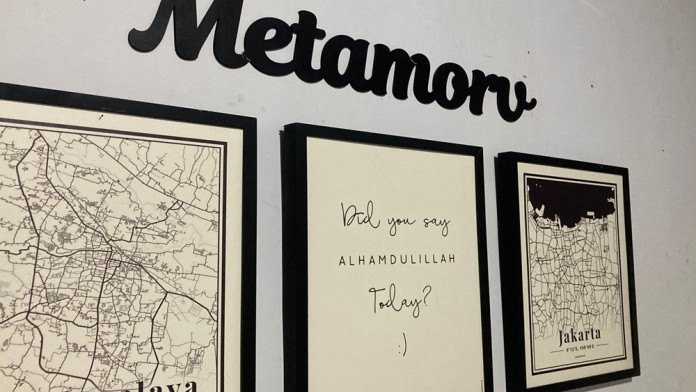 Metamorv
Did you say
ALHAMDULILLAH
Today?
:)
Jakarta